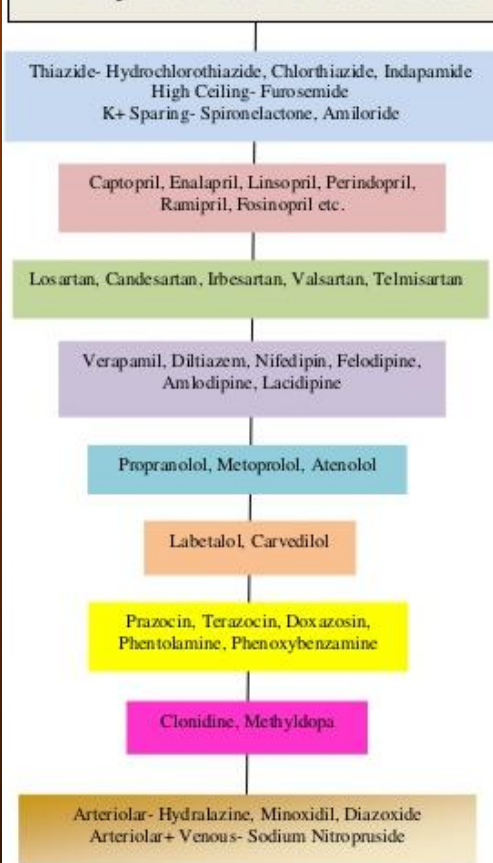 Thiazide- Hydrochlorothiazide, Chlorthiazide, Indapamide
High Ceiling- Furosemide
K+ Sparing- Spironelactone, Amiloride
Captopril, Enalapril, Linsopril, Perindopril,
Ramipril, Fosinopril etc.
Losartan, Candesartan, Irbesartan, Valsartan, Telmisartan
Verapamil, Diltiazem, Nifedipin, Felodipine,
Amlodipine, Lacidipine
Propranolol, Metoprolol, Atenolol
Labetalol, Carvedilol
Prazocin, Terazocin, Doxazosin,
Phentolamine, Phenoxybenzamine
Clonidine, Methyldopa
Arteriolar- Hydralazine, Minoxidil, Diazoxide
Arteriolar+ Venous- Sodium Nitropruside